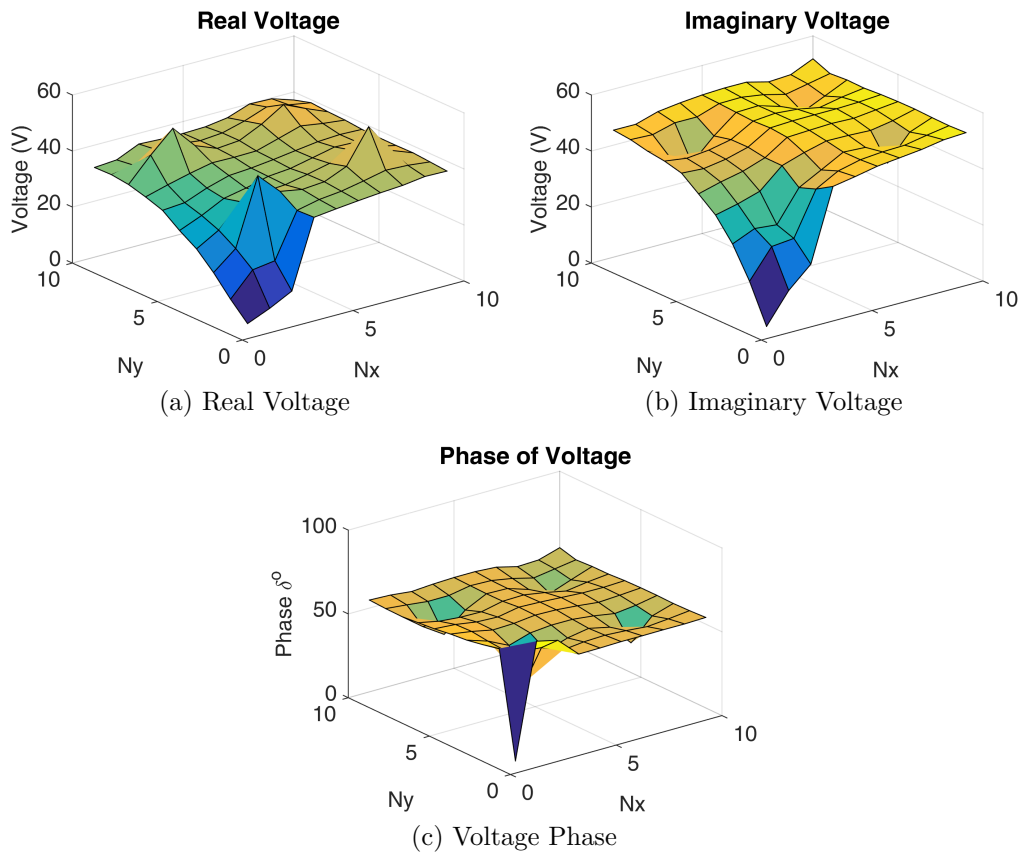 Real Voltage
Imaginary Voltage
60
40
20
0
Voltage (V)
10
5
0
Ny
0
5
10
Nx
60
40
20
0
Voltage (V)
10
5
0
Ny
0
5
10
Nx
(a) Real Voltage
(b) Imaginary Voltage
Phase of Voltage
100
50
0
Phase δ°
10
5
0
Ny
0
5
10
Nx
(c) Voltage Phase